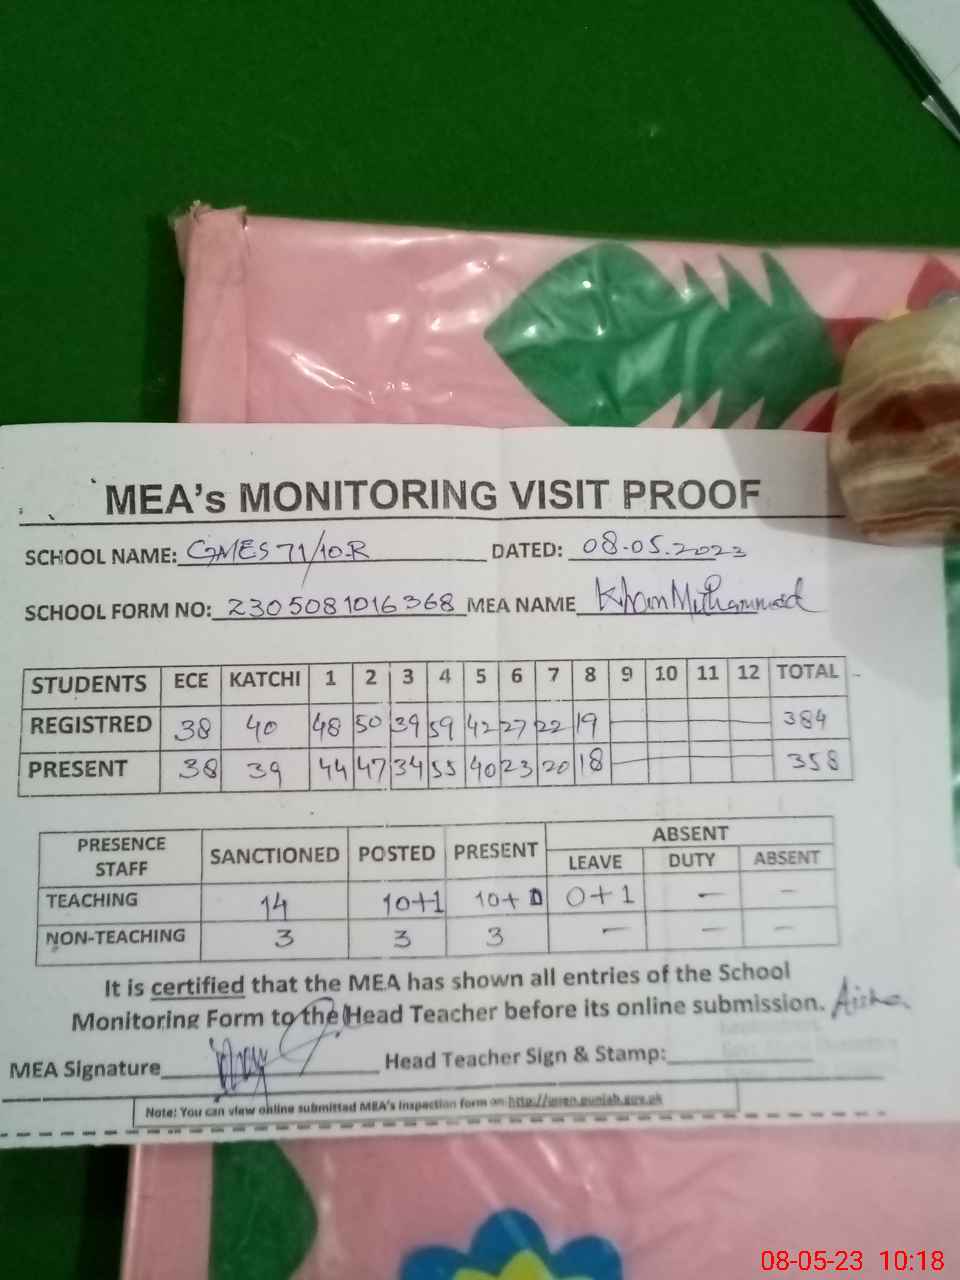 MEA's MONITORING VISIT PROOF
SCHOOL NAME: GMES 71/10.R DATED: 08-05.2023
SCHOOL FORM NO: 2305081016368 MEA NAME Khan Muhammad
STUDENTS ECE KATCHI 1 2 3 4 5 6 7 8 9 10 11 12 TOTAL
REGISTRED 38 40 48 50 39 59 42 27 22 19 384
PRESENT 38 39 44 47 34 55 40 23 20 18 358
PRESENCE STAFF SANCTIONED POSTED PRESENT ABSENT
LEAVE DUTY ABSENT
TEACHING 14 10+1 10+0 0+1 - -
NON-TEACHING 3 3 3 - - -
It is certified that the MEA has shown all entries of the School
Monitoring Form to the Head Teacher before its online submission. Aisha
MEA Signature Head Teacher Sign & Stamp:
Note: You can view online submitted MEA's inspection form on:
08-05-23 10:18